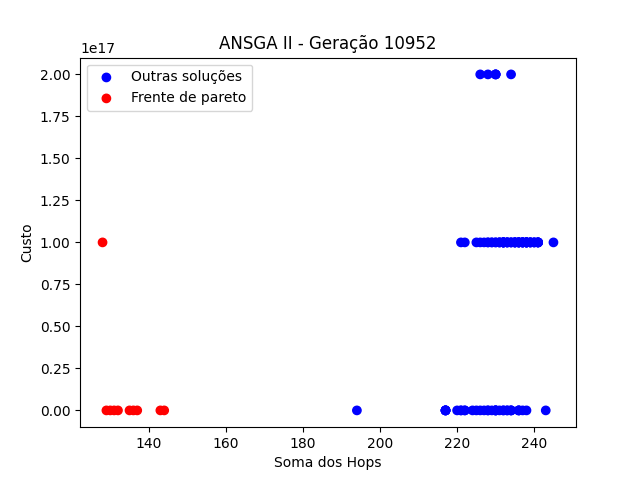 ANSGA II - Geração 10952
1e17
Outras soluções
Frente de pareto
2.00
1.75
1.50
1.25
1.00
0.75
0.50
0.25
0.00
Custo
140 160 180 200 220 240
Soma dos Hops